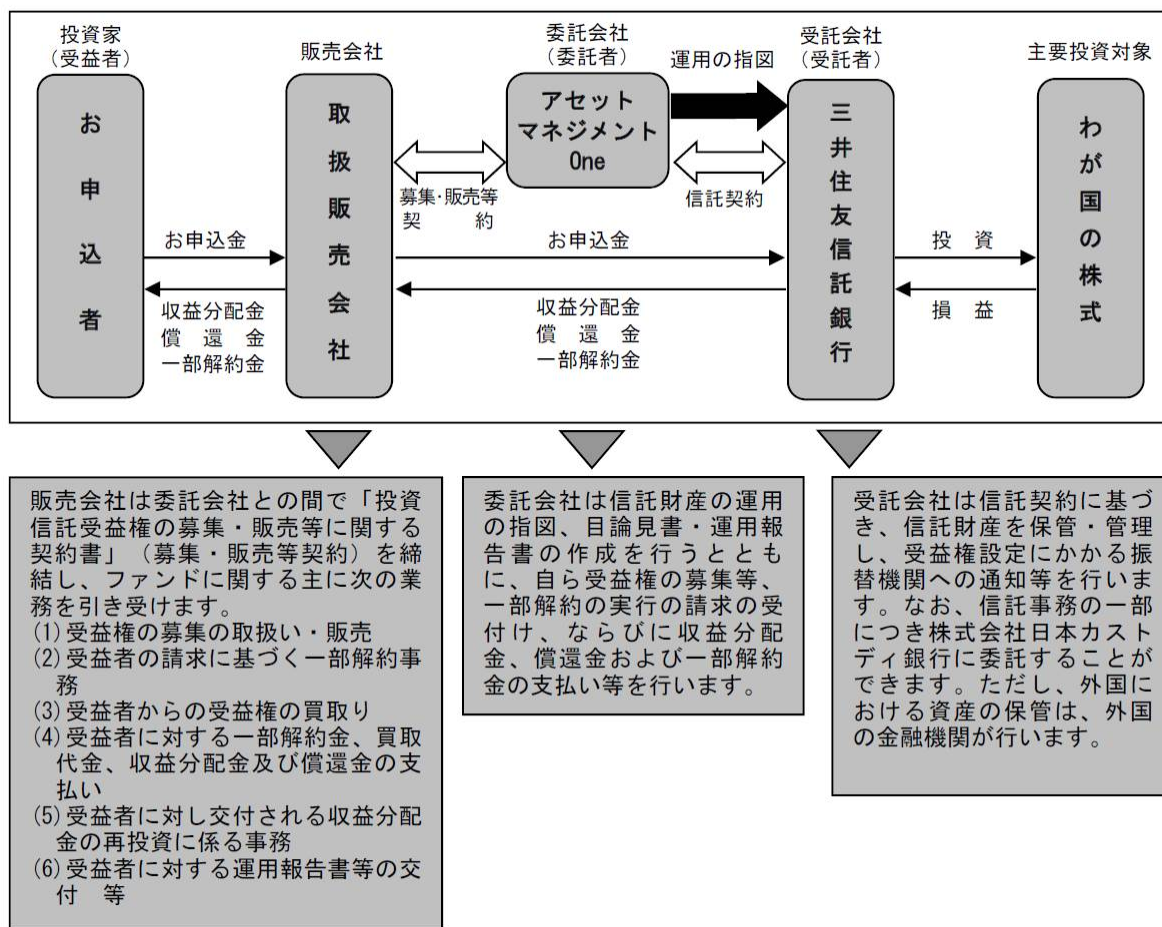 投資家
（受益者）
販売会社
委託会社
（委託者）
運用の指図
受託会社
（受託者）
主要投資対象
お申込者
取扱販売会社
アセット
マネジメント
One
三井住友信託銀行
わが国の株式
募集・販売等
契　　約
信託契約
お申込金
お申込金
投　資
収益分配金
償　還　金
一部解約金
収益分配金
償　還　金
一部解約金
損　益
販売会社は委託会社との間で「投資
信託受益権の募集・販売等に関する
契約書」（募集・販売等契約）を締
結し、ファンドに関する主に次の業
務を引き受けます。
(1)受益権の募集の取扱い・販売
(2)受益者の請求に基づく一部解約事
務
(3)受益者からの受益権の買取り
(4)受益者に対する一部解約金、買取
代金、収益分配金及び償還金の支
払い
(5)受益者に対し交付される収益分配
金の再投資に係る事務
(6)受益者に対する運用報告書等の交
付　等
委託会社は信託財産の運用
の指図、目論見書・運用報
告書の作成を行うととも
に、自ら受益権の募集等、
一部解約の実行の請求の受
付け、ならびに収益分配
金、償還金および一部解約
金の支払い等を行います。
受託会社は信託契約に基づ
き、信託財産を保管・管理
し、受益権設定にかかる振
替機関への通知等を行いま
す。なお、信託事務の一部
につき株式会社日本カスト
ディ銀行に委託することが
できます。ただし、外国に
おける資産の保管は、外国
の金融機関が行います。